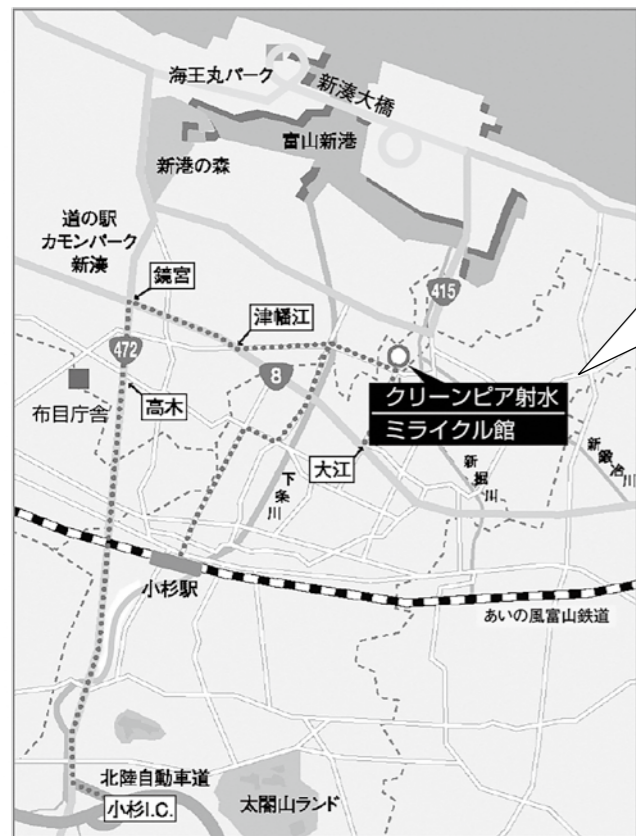 海王丸パーク
新湊大橋
富山新港
新港の森
道の駅
カモンパーク
新湊
鏡宮
津幡江
415
472
8
高木
布目庁舎
クリーンピア射水
ミライクル館
大江
下条川
新堀川
新鍛冶川
小杉駅
あいの風富山鉄道
北陸自動車道
小杉I.C.
太閤山ランド